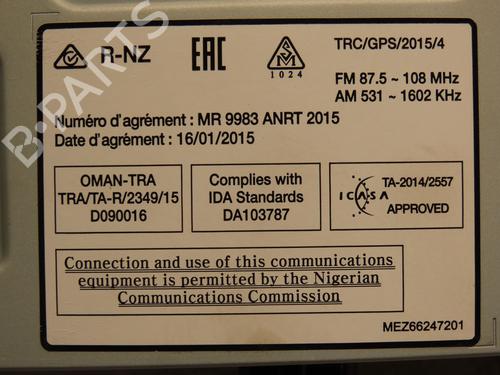 R-NZ
EAC
SM
1024
TRC/GPS/2015/4
FM 87.5 ~ 108 MHz
AM 531 ~ 1602 KHz
Numéro d'agrément : MR 9983 ANRT 2015
Date d'agrément : 16/01/2015
OMAN-TRA
TRA/TA-R/2349/15
D090016
Complies with
IDA Standards
DA103787
ICASA
TA-2014/2557
APPROVED
Connection and use of this communications
equipment is permitted by the Nigerian
Communications Commission
MEZ66247201
B-PARTS